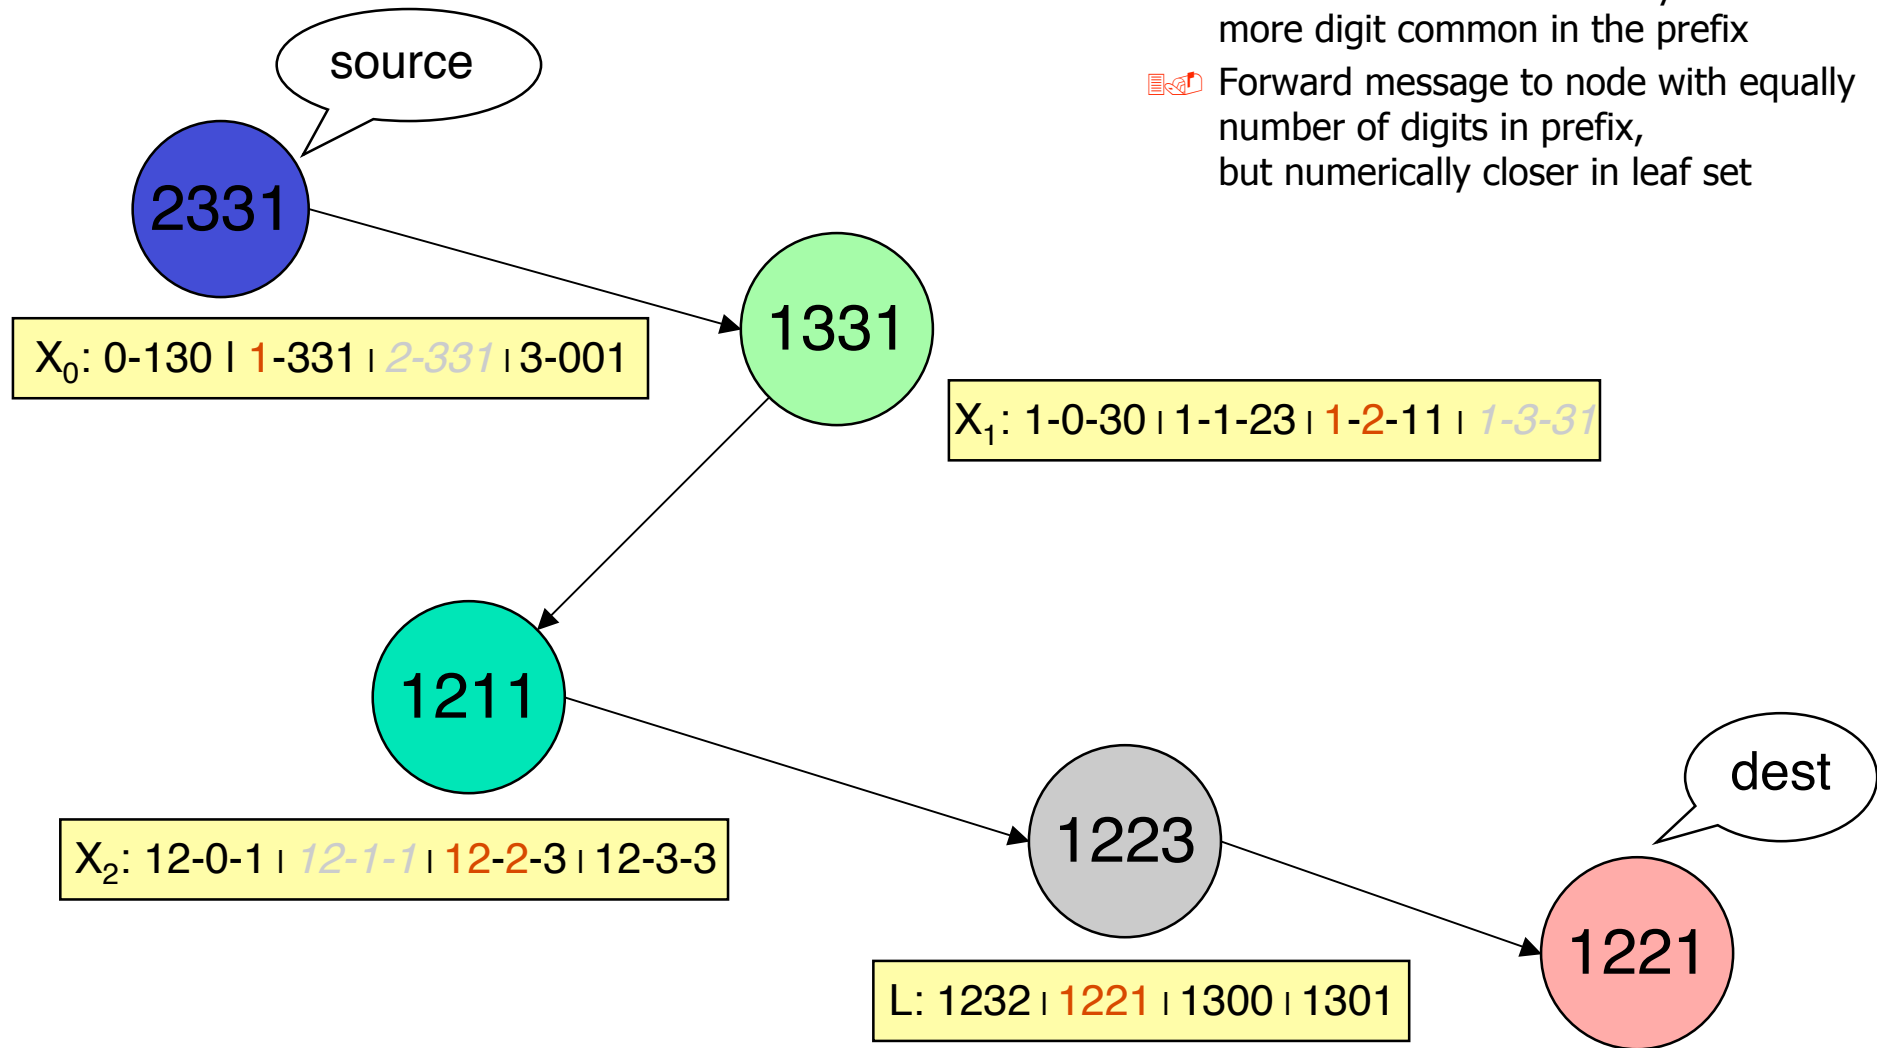 more digit common in the prefix
Forward message to node with equally
number of digits in prefix,
but numerically closer in leaf set
source
2331
1331
X0: 0-130 | 1-331 | 2-331 | 3-001
X1: 1-0-30 | 1-1-23 | 1-2-11 | 1-3-31
1211
1223
dest
X2: 12-0-1 | 12-1-1 | 12-2-3 | 12-3-3
1221
L: 1232 | 1221 | 1300 | 1301